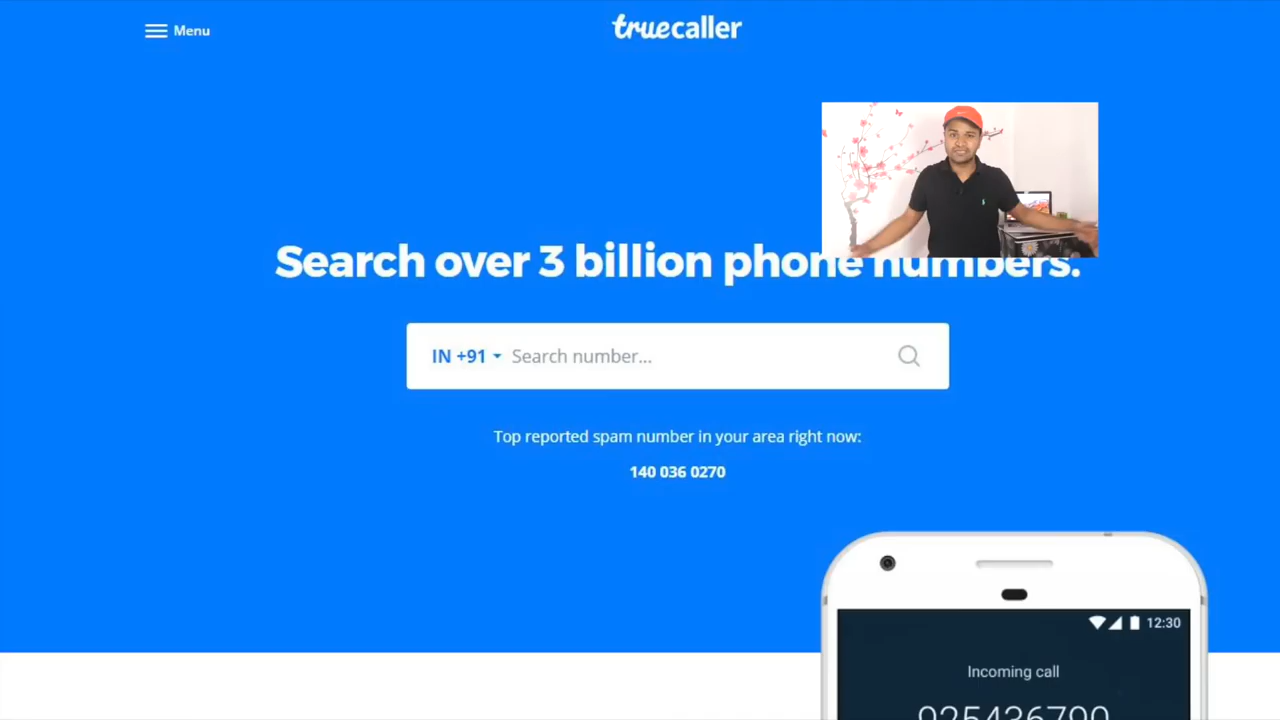 Menu
truecaller
Search over 3 billion phone numbers.
IN +91 Search number...
Top reported spam number in your area right now:
140 036 0270
12:30
Incoming call
925436790